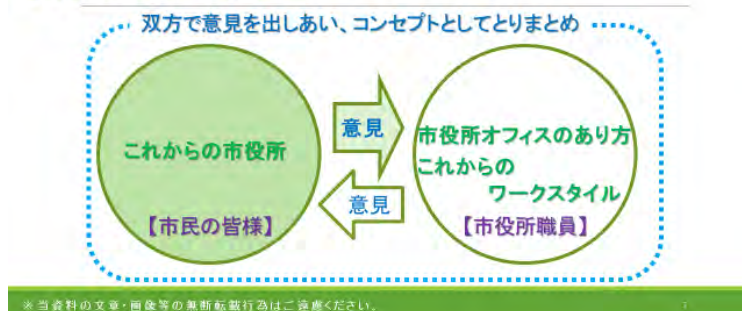 双方で意見を出しあい、コンセプトとしてとりまとめ
これからの市役所
【市民の皆様】
意見
意見
市役所オフィスのあり方
これからの
ワークスタイル
【市役所職員】
※当資料の文章・画像等の無断転載行為はご遠慮ください。